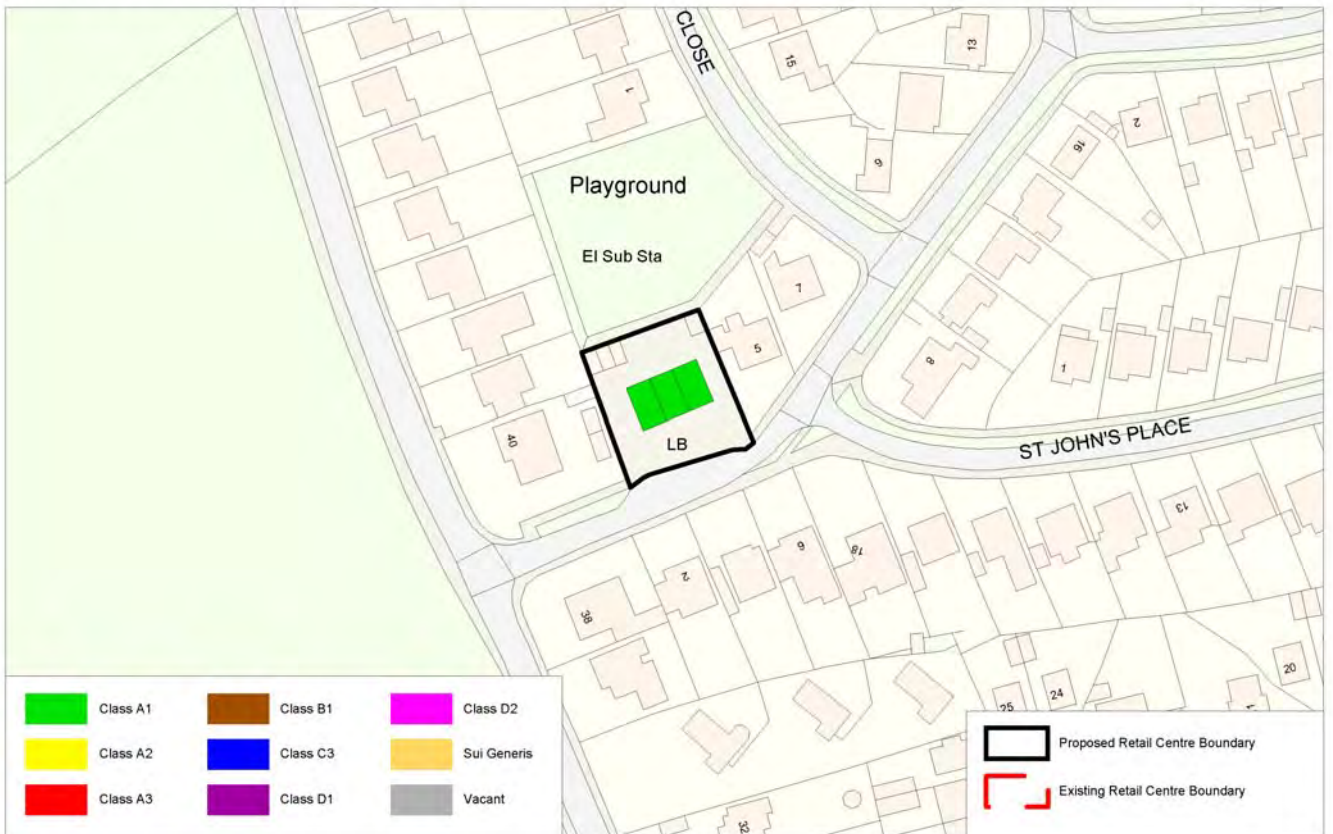 CLOSE
13
15
1
2
16
9
Playground
El Sub Sta
7
5
8
1
40
LB
ST JOHN'S PLACE
13
9
18
2
38
20
24
25
1
32
Class A1
Class B1
Class D2
Class A2
Class C3
Sui Generis
Class A3
Class D1
Vacant
Proposed Retail Centre Boundary
Existing Retail Centre Boundary